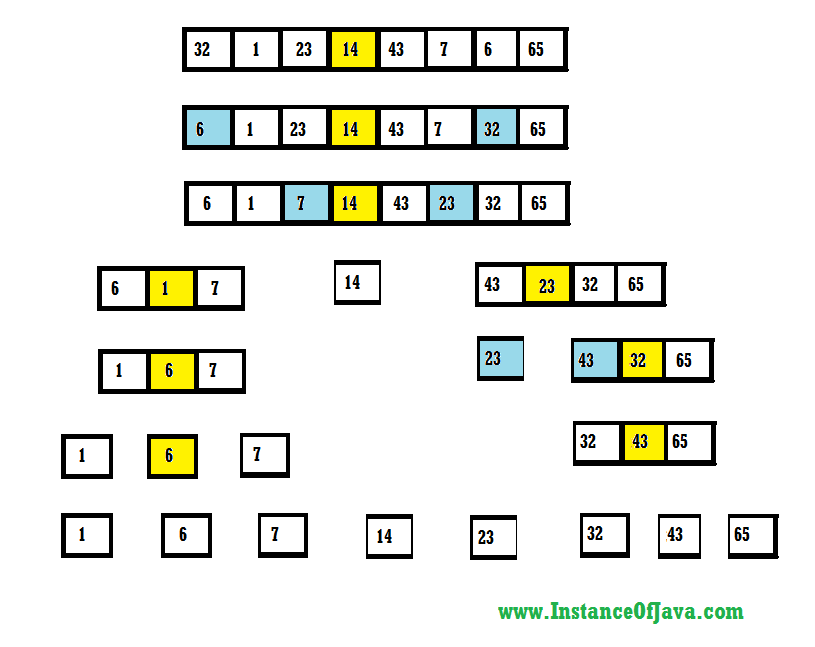 32 1 23 14 43 7 6 65
6 1 23 14 43 7 32 65
6 1 7 14 43 23 32 65
6 1 7 14 43 23 32 65
1 6 7 23 43 32 65
1 6 7 32 43 65
1 6 7 14 23 32 43 65
www.InstanceOfJava.com